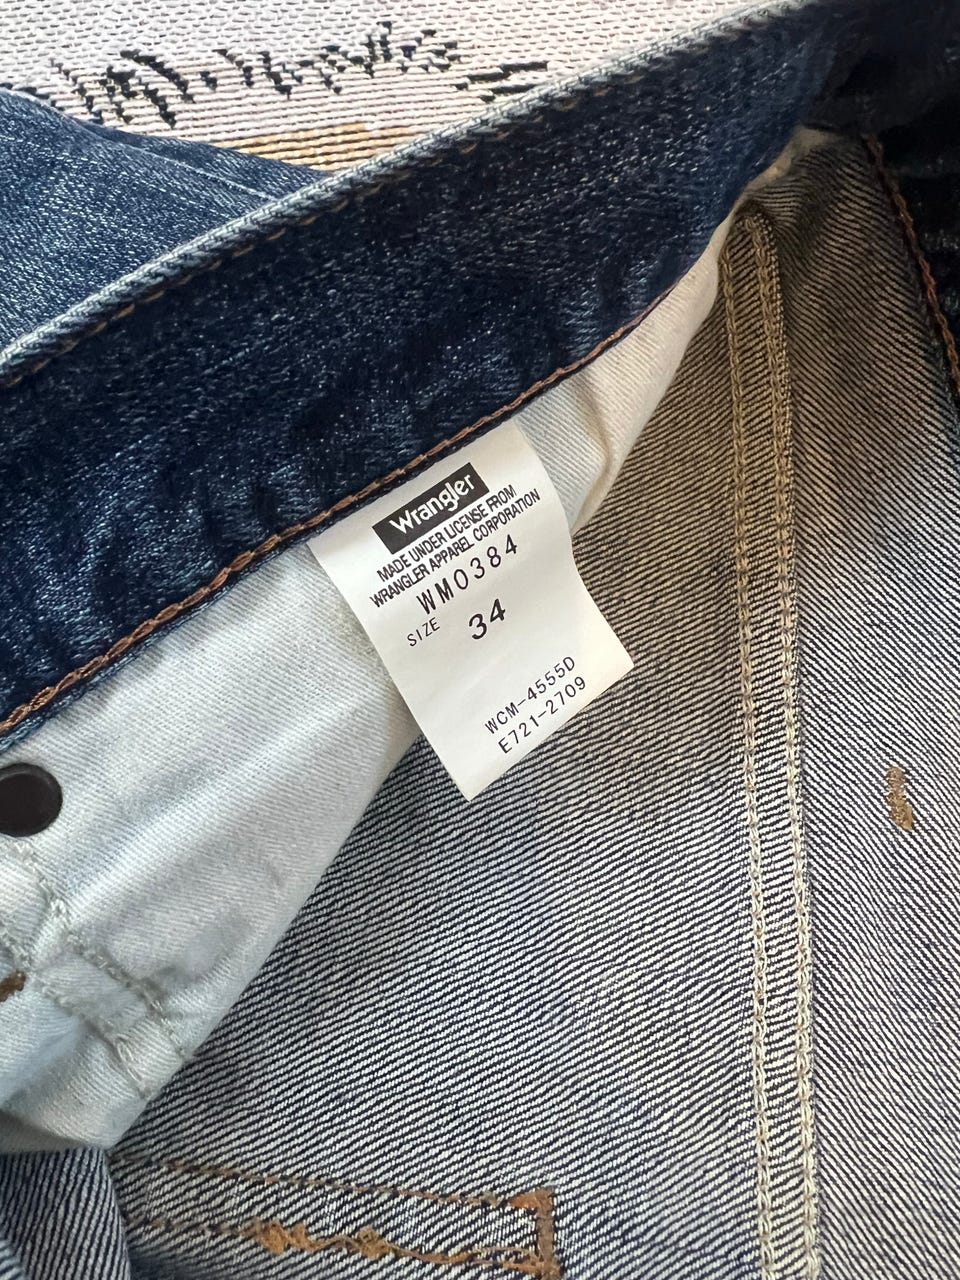 Wrangler
MADE UNDER LICENSE FROM
WRANGLER APPAREL CORPORATION
WM0384
SIZE 34
WCM-4555D
E721-2709